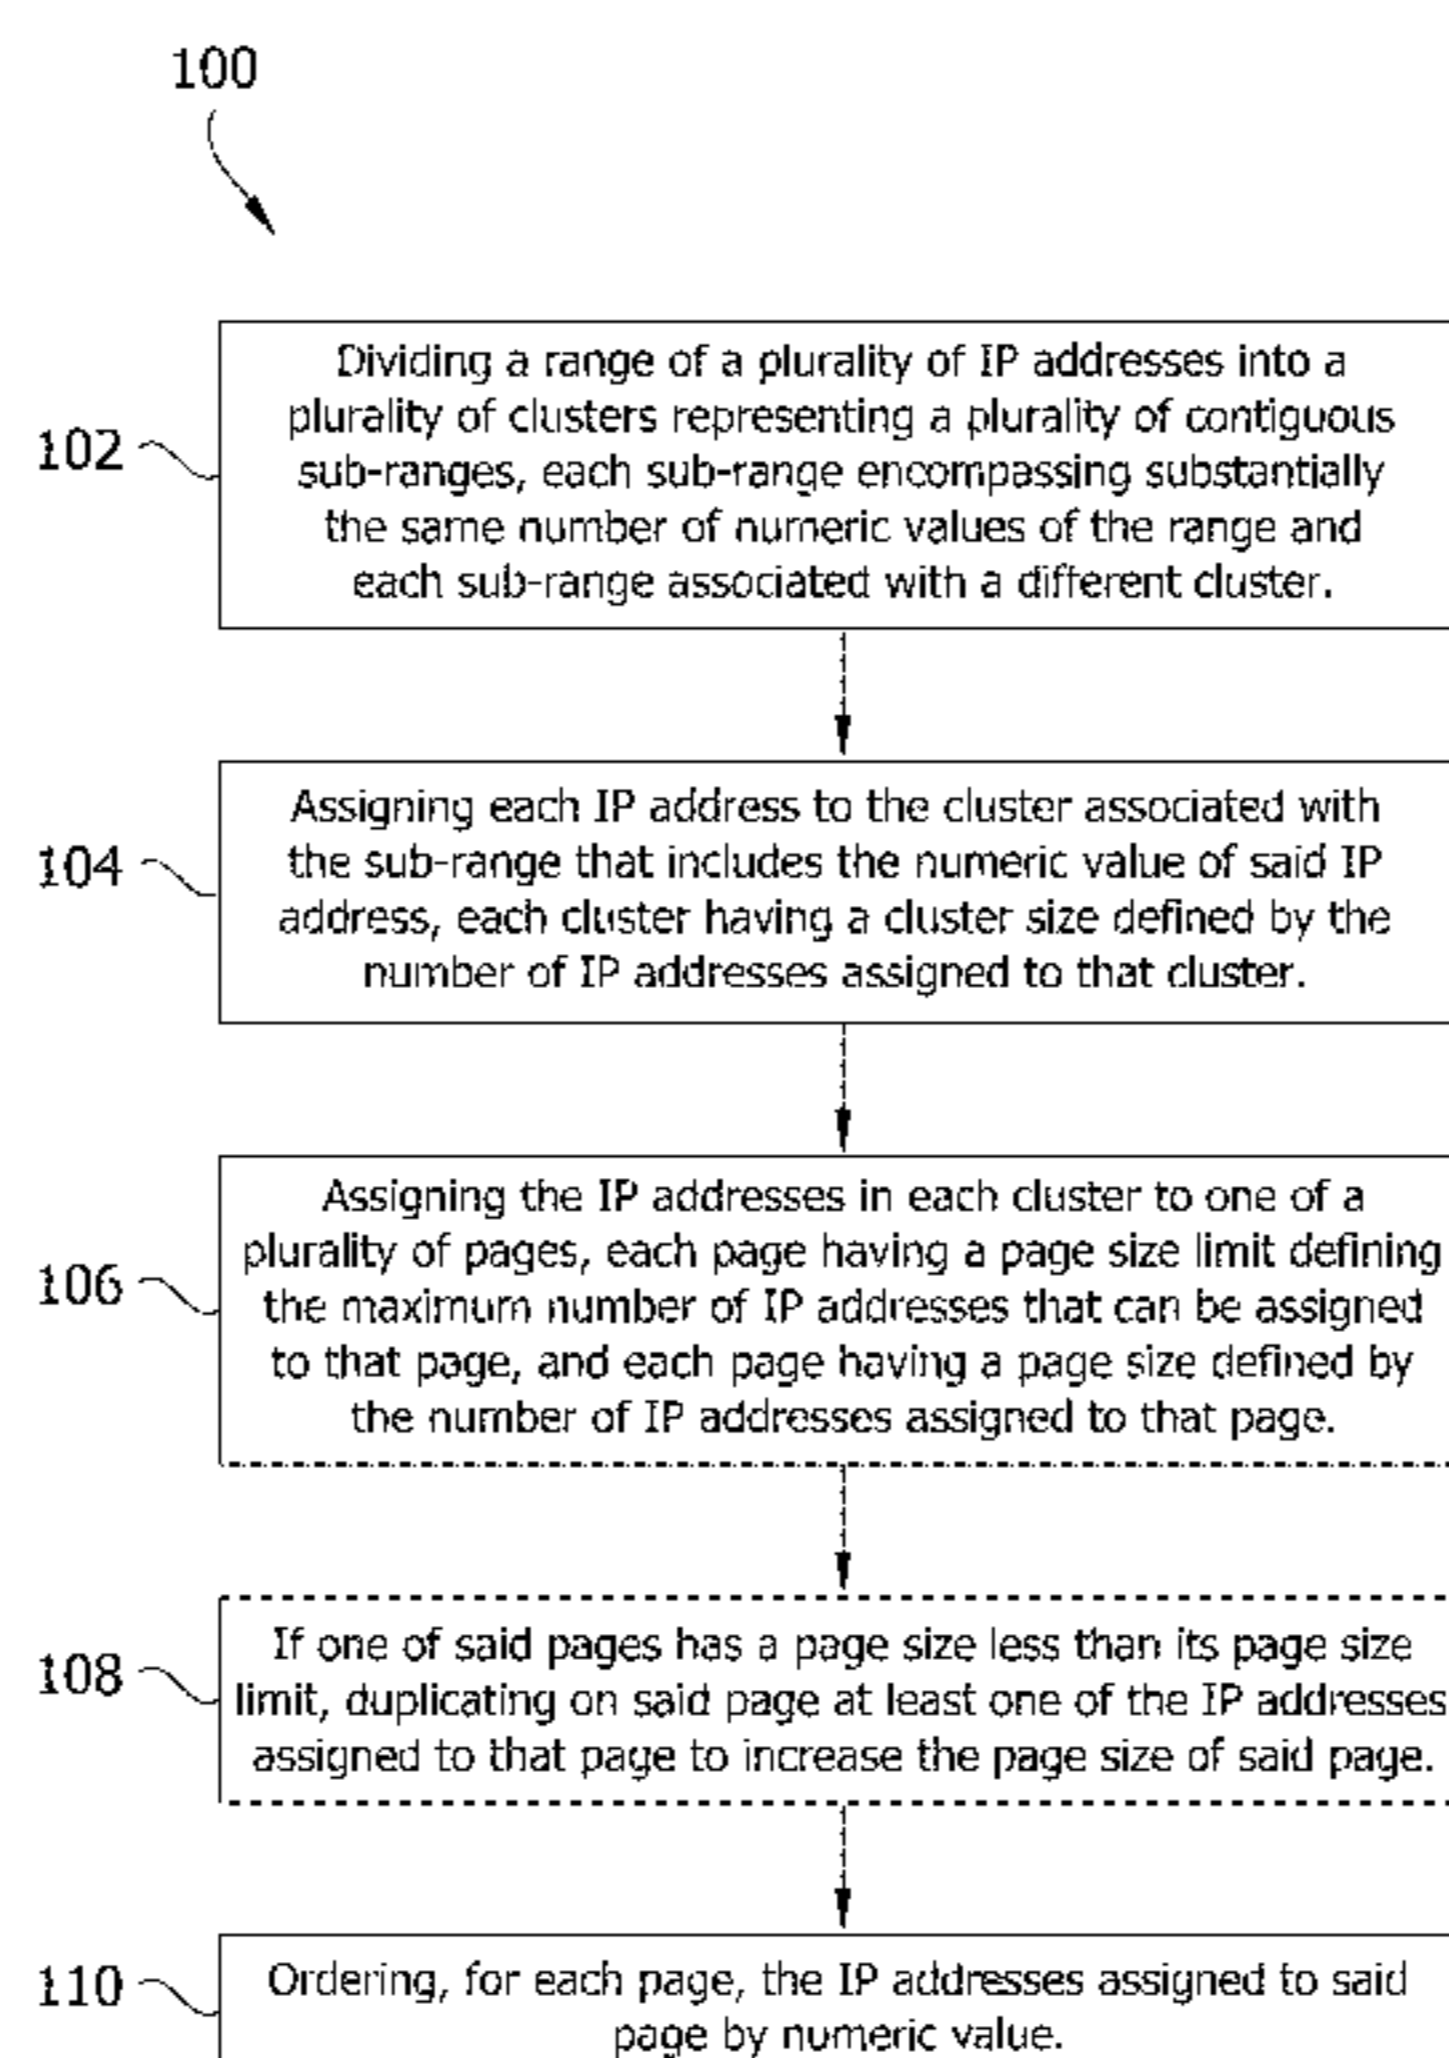 100
102
Dividing a range of a plurality of IP addresses into a
plurality of clusters representing a plurality of contiguous
sub-ranges, each sub-range encompassing substantially
the same number of numeric values of the range and
each sub-range associated with a different cluster.
104
Assigning each IP address to the cluster associated with
the sub-range that includes the numeric value of said IP
address, each cluster having a cluster size defined by the
number of IP addresses assigned to that cluster.
106
Assigning the IP addresses in each cluster to one of a
plurality of pages, each page having a page size limit defining
the maximum number of IP addresses that can be assigned
to that page, and each page having a page size defined by
the number of IP addresses assigned to that page.
108
If one of said pages has a page size less than its page size
limit, duplicating on said page at least one of the IP addresses
assigned to that page to increase the page size of said page.
110
Ordering, for each page, the IP addresses assigned to said
page by numeric value.